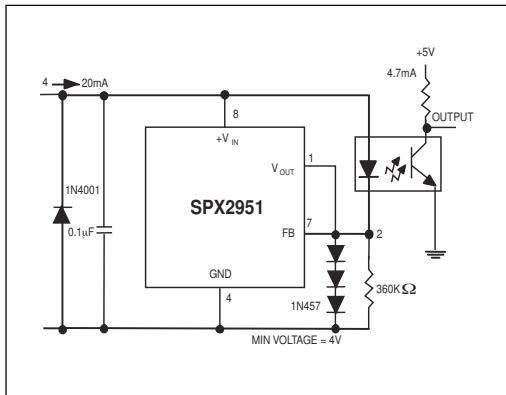 +5V
4 20mA
4.7mA
OUTPUT
8
+V IN
1
V OUT
1N4001
SPX2951
7
FB
2
0.1µF
GND
4
1N457
360KΩ
MIN VOLTAGE = 4V